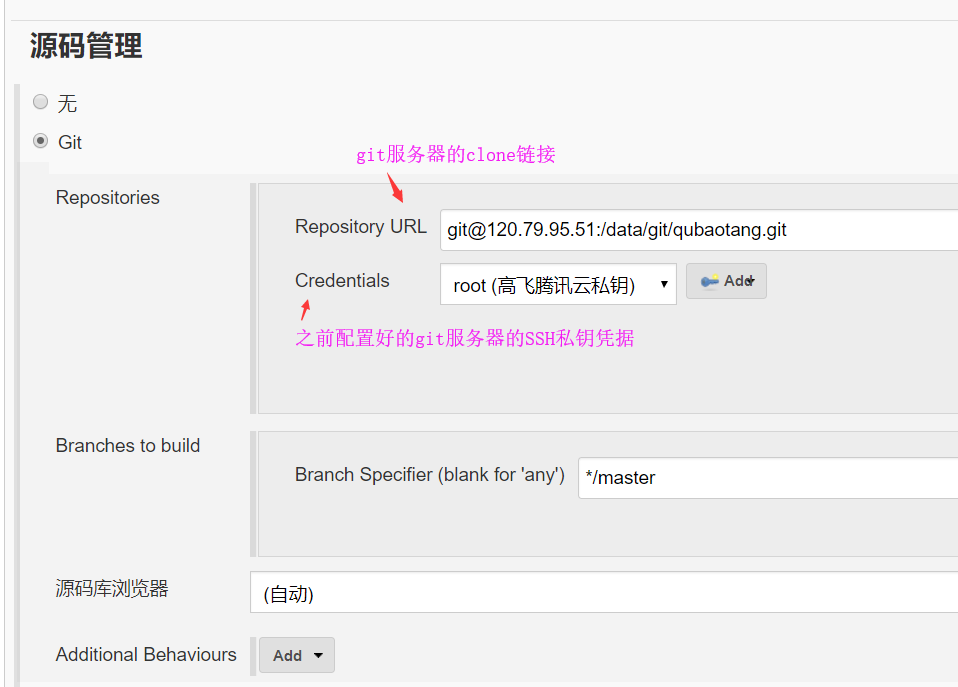 源码管理
无
Git
git服务器的clone链接
Repositories
Repository URL
git@120.79.95.51:/data/git/qubaotang.git
Credentials
root (高飞腾讯云私钥)
Add
之前配置好的git服务器的SSH私钥凭据
Branches to build
Branch Specifier (blank for 'any')
*/master
源码库浏览器
(自动)
Additional Behaviours
Add